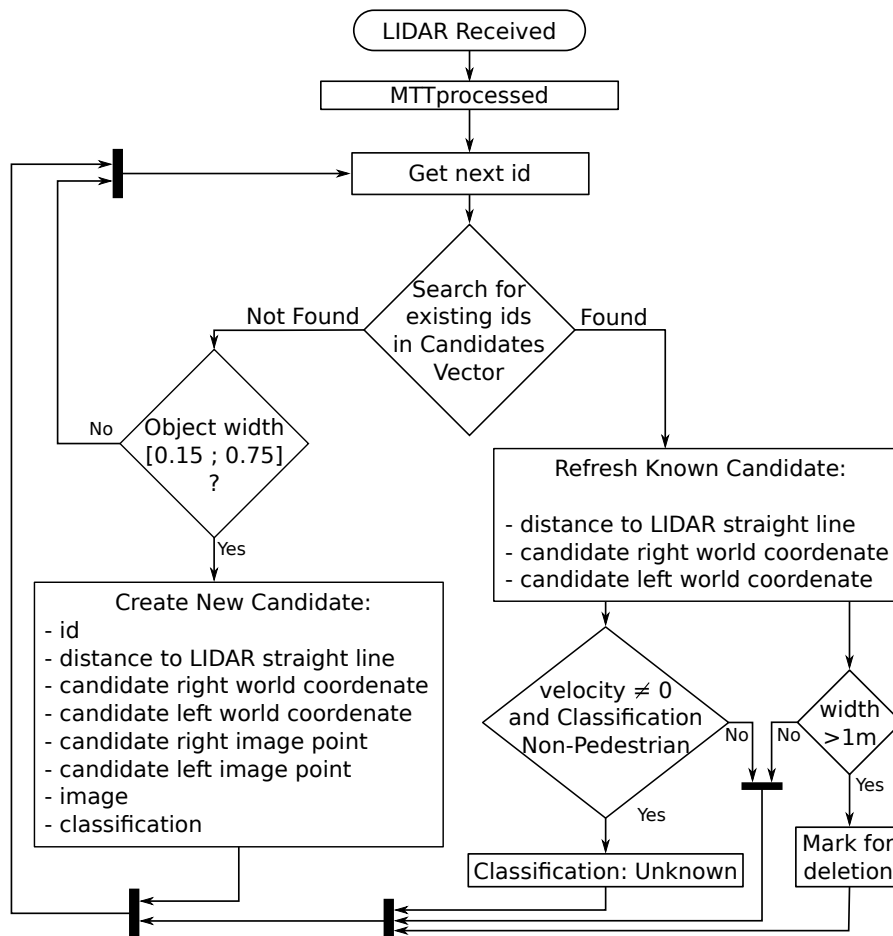 LIDAR Received
MTTprocessed
Get next id
Search for
existing ids
in Candidates
Vector
Not Found
Found
Object width
[0.15 ; 0.75]
?
No
Yes
Refresh Known Candidate:
- distance to LIDAR straight line
- candidate right world coordenate
- candidate left world coordenate
Create New Candidate:
- id
- distance to LIDAR straight line
- candidate right world coordenate
- candidate left world coordenate
- candidate right image point
- candidate left image point
- image
- classification
velocity ≠ 0
and Classification
Non-Pedestrian
No
Yes
width
>1m
No
Yes
Classification: Unknown
Mark for
deletion